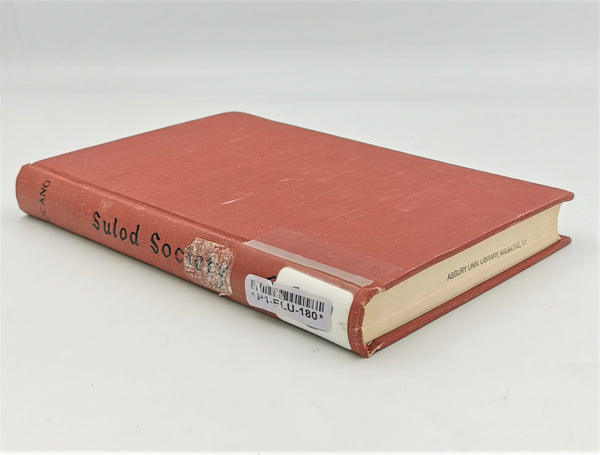 CANO
Sulod Society
*P1-FLU-180*
ASBURY UNIV. LIBRARY, WILMORE, KY